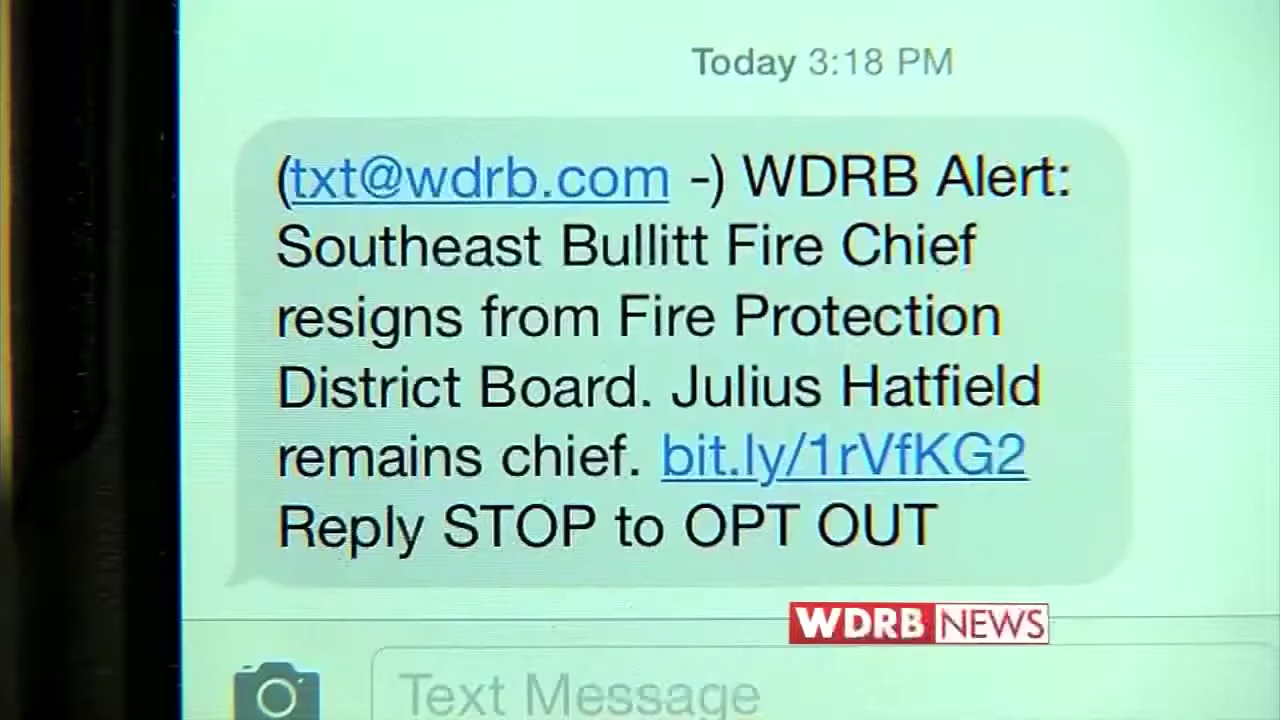 Today 3:18 PM
(txt@wdrb.com -) WDRB Alert:
Southeast Bullitt Fire Chief
resigns from Fire Protection
District Board. Julius Hatfield
remains chief. bit.ly/1rVfKG2
Reply STOP to OPT OUT
WDRB NEWS
Text Message